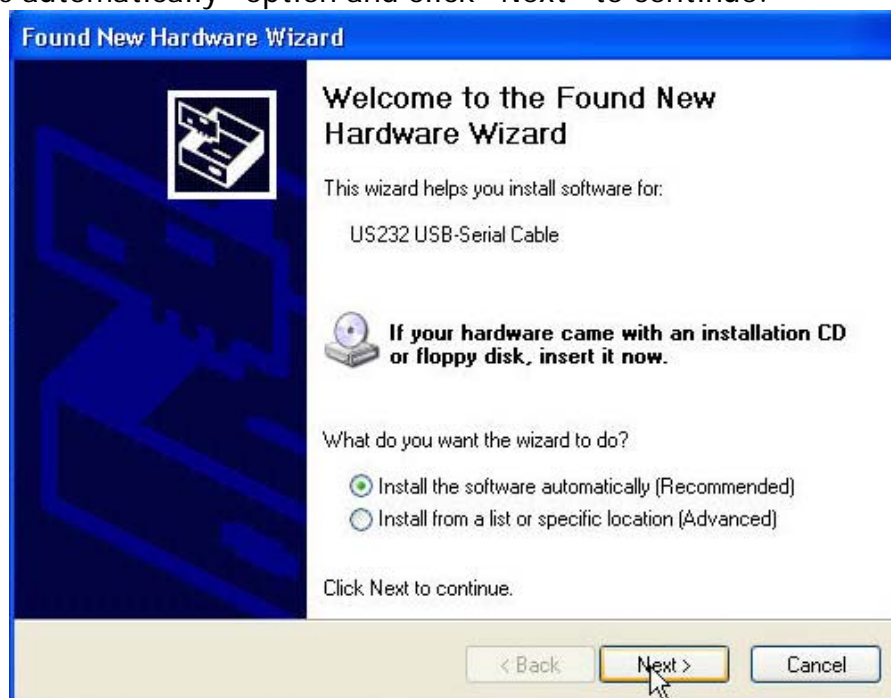 automatically" option and click "Next" to continue.
Found New Hardware Wizard
Welcome to the Found New
Hardware Wizard
This wizard helps you install software for:
US232 USB-Serial Cable
If your hardware came with an installation CD
or floppy disk, insert it now.
What do you want the wizard to do?
Install the software automatically (Recommended)
Install from a list or specific location (Advanced)
Click Next to continue.
< Back
Next >
Cancel